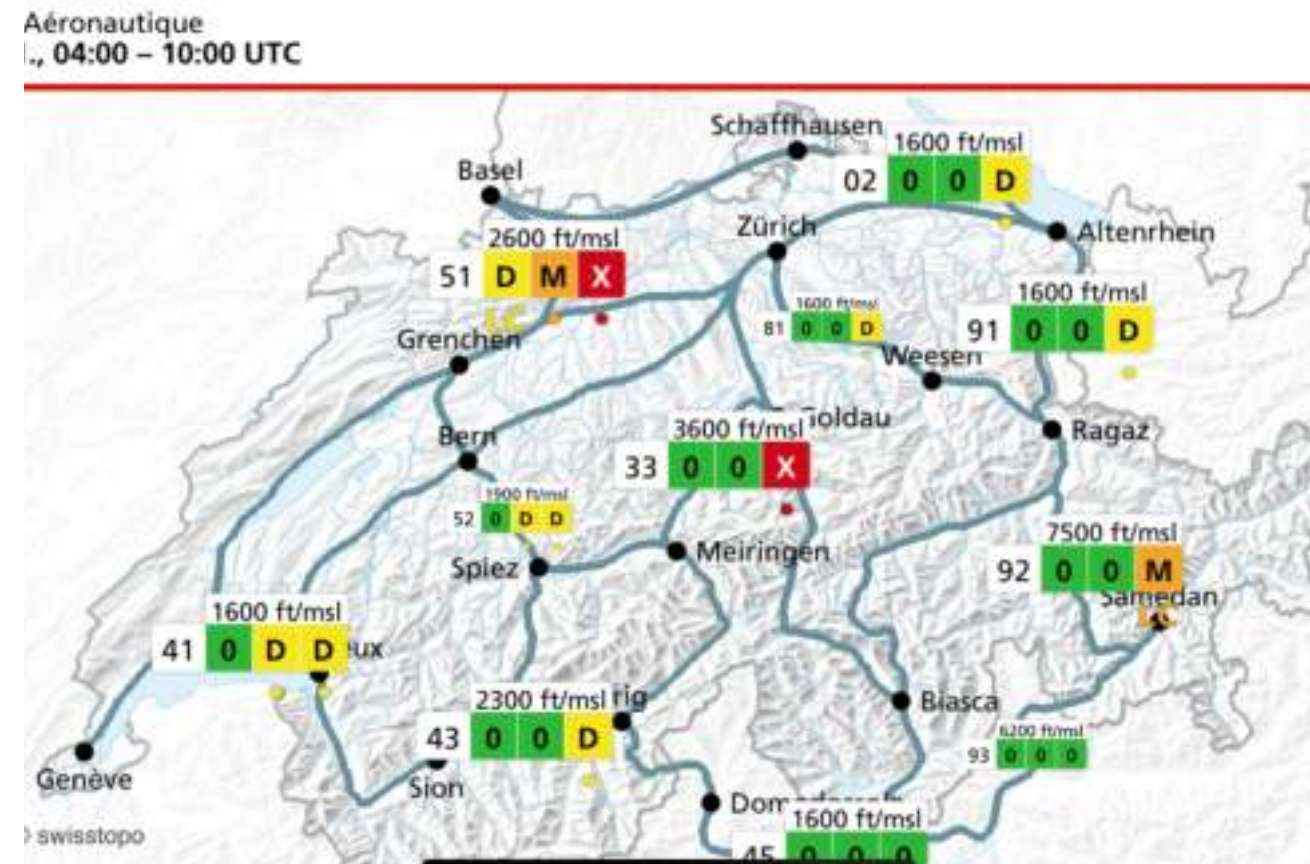 Aéronautique
., 04:00 – 10:00 UTC
Schaffhausen
1600 ft/msl
02 0 0 D
Basel
Zürich
Altenrhein
2600 ft/msl
51 D M X
1600 ft/msl
81 0 0 D
1600 ft/msl
91 0 0 D
Grenchen
Weesen
Goldau
3600 ft/msl
33 0 0 X
Ragaz
Bern
1900 ft/msl
52 0 D D
7500 ft/msl
92 0 0 M
Meiringen
Spiez
Samedan
1600 ft/msl
41 0 D D
eux
2300 ft/msl
rig
43 0 0 D
Biasca
6200 ft/msl
93 0 0 0
Genève
Sion
1600 ft/msl
45 0 0 0
swisstopo